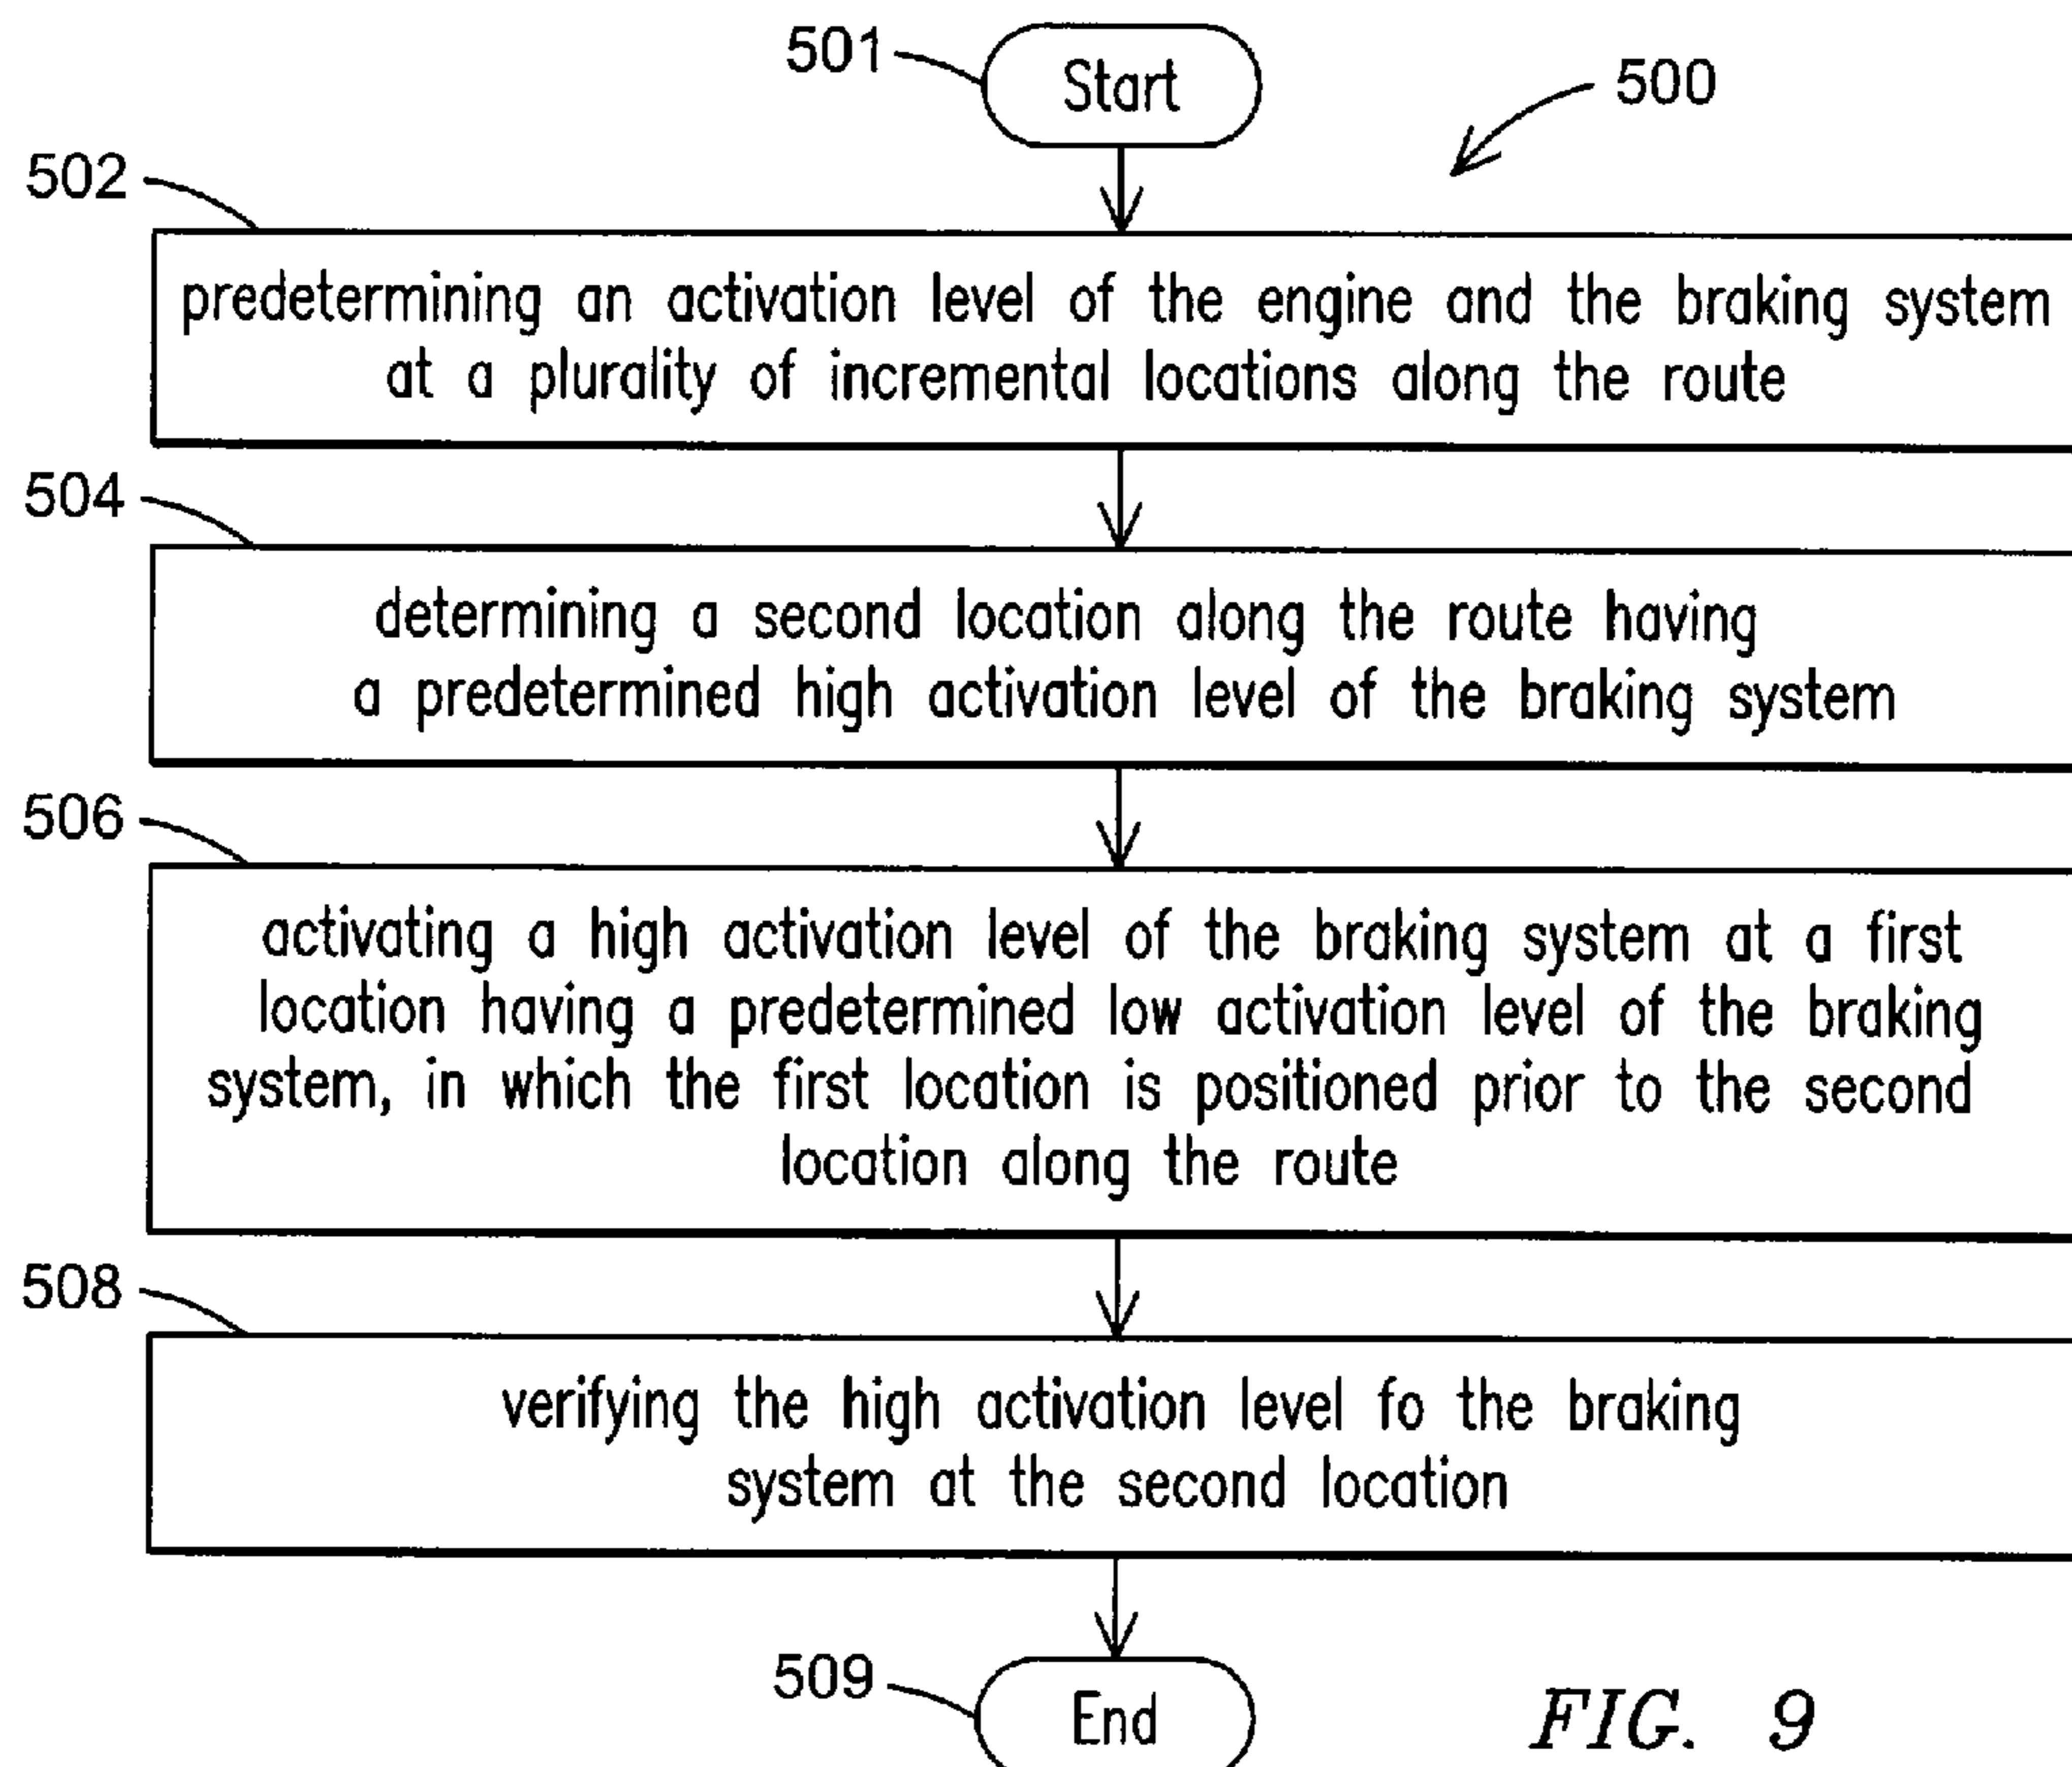 501
Start
500
502
predetermining an activation level of the engine and the braking system
at a plurality of incremental locations along the route
504
determining a second location along the route having
a predetermined high activation level of the braking system
506
activating a high activation level of the braking system at a first
location having a predetermined low activation level of the braking
system, in which the first location is positioned prior to the second
location along the route
508
verifying the high activation level fo the braking
system at the second location
509
End
FIG. 9